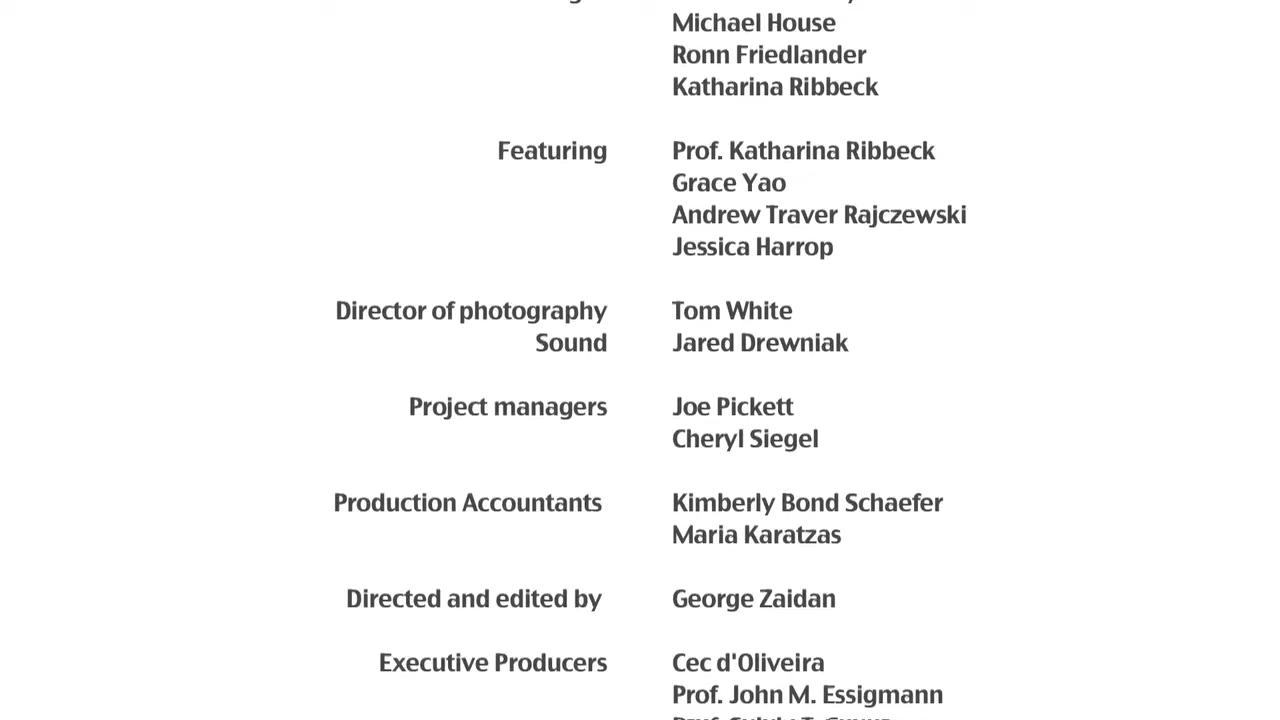 Michael House
Ronn Friedlander
Katharina Ribbeck
Featuring Prof. Katharina Ribbeck
Grace Yao
Andrew Traver Rajczewski
Jessica Harrop
Director of photography Tom White
Sound Jared Drewniak
Project managers Joe Pickett
Cheryl Siegel
Production Accountants Kimberly Bond Schaefer
Maria Karatzas
Directed and edited by George Zaidan
Executive Producers Cec d'Oliveira
Prof. John M. Essigmann